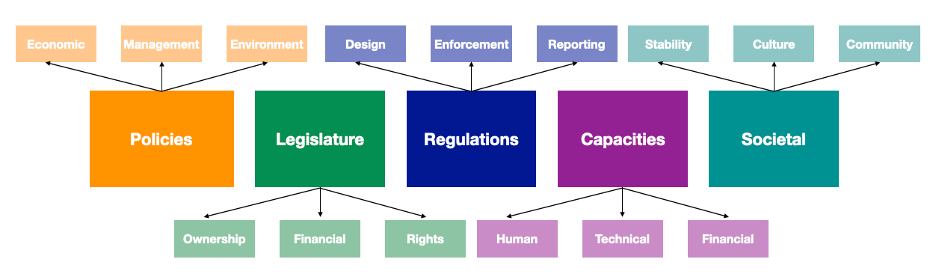 Economic
Management
Environment
Design
Enforcement
Reporting
Stability
Culture
Community
Policies
Legislature
Regulations
Capacities
Societal
Ownership
Financial
Rights
Human
Technical
Financial